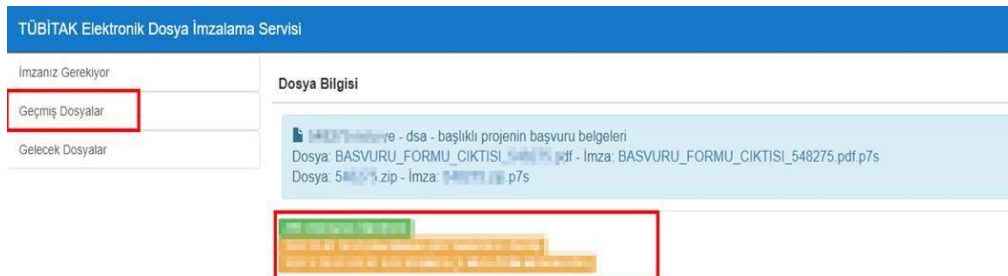 TÜBİTAK Elektronik Dosya İmzalama Servisi
İmzanız Gerekiyor
Geçmiş Dosyalar
Gelecek Dosyalar
Dosya Bilgisi
- dsa - başlıklı projenin başvuru belgeleri
Dosya: BASVURU_FORMU_CIKTISI_ pdf - İmza: BASVURU_FORMU_CIKTISI_548275.pdf.p7s
Dosya: .zip - İmza: .p7s